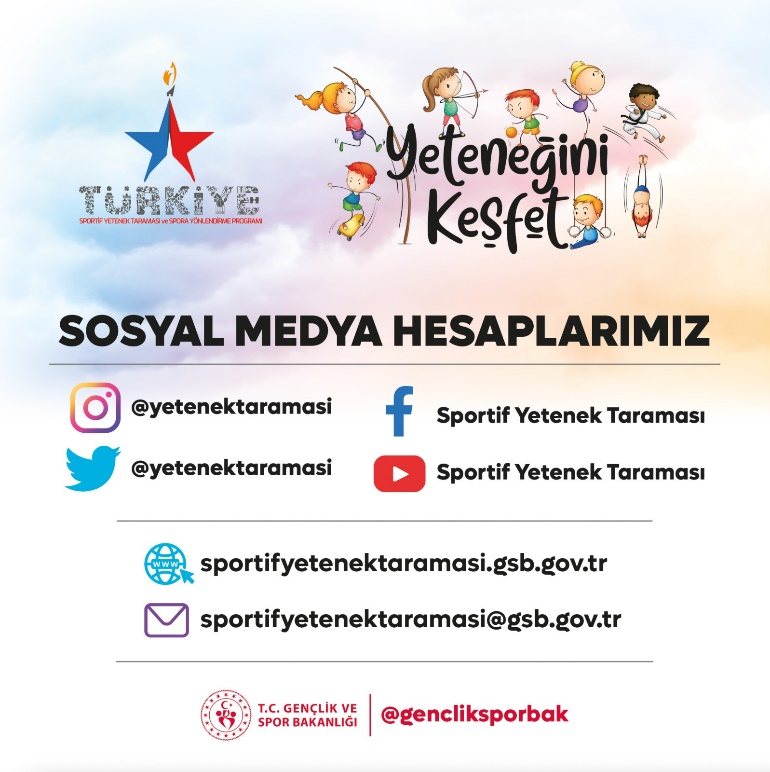 TÜRKİYE
SPORTİF YETENEK TARAMASI ve SPORA YÖNLENDİRME PROGRAMI
Yeteneğini
Keşfet
SOSYAL MEDYA HESAPLARIMIZ
@yetenektaramasi
Sportif Yetenek Taraması
@yetenektaramasi
Sportif Yetenek Taraması
www
sportifyetenektaramasi.gsb.gov.tr
sportifyetenektaramasi@gsb.gov.tr
T.C. GENÇLİK VE
SPOR BAKANLIĞI
@gencliksporbak